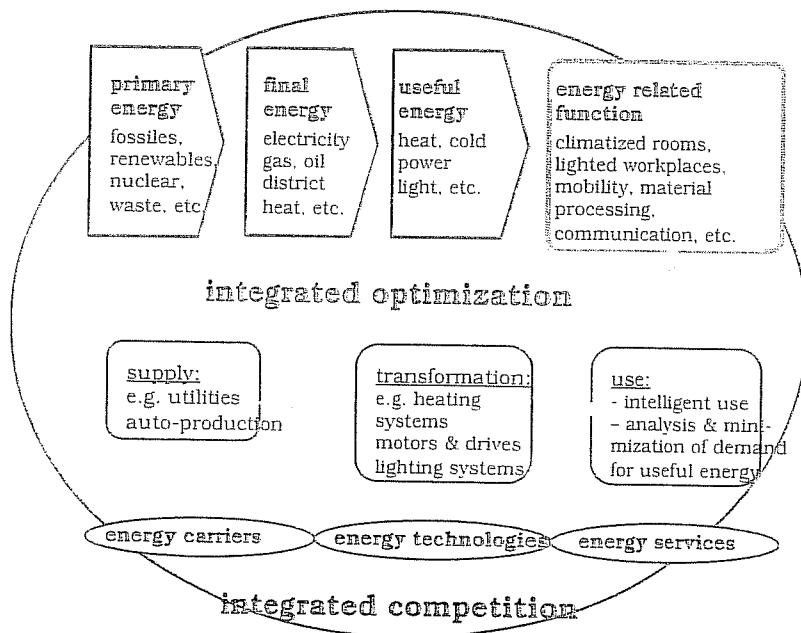 primary
energy
fossiles,
renewables,
nuclear,
waste, etc
final
energy
electricity
gas, oil
district
heat, etc.
useful
energy
heat, cold
power
light, etc.
energy related
function
climatized rooms,
lighted workplaces,
mobility, material
processing,
communication, etc.
integrated optimization
supply:
e.g. utilities
auto-production
transformation:
e.g. heating
systems
motors & drives
lighting systems
use:
- intelligent use
– analysis & mini-
mization of demand
for useful energy
energy carriers
energy technologies
energy services
integrated competition